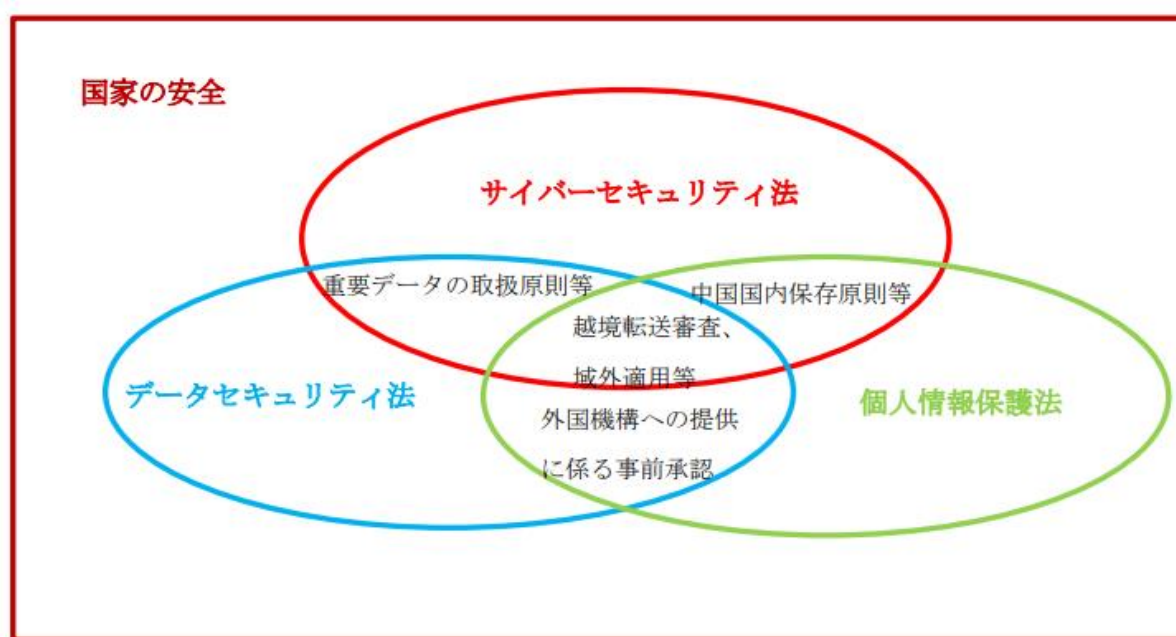 国家の安全
サイバーセキュリティ法
重要データの取扱原則等
中国国内保存原則等
越境転送審査、
域外適用等
データセキュリティ法
個人情報保護法
外国機構への提供
に係る事前承認